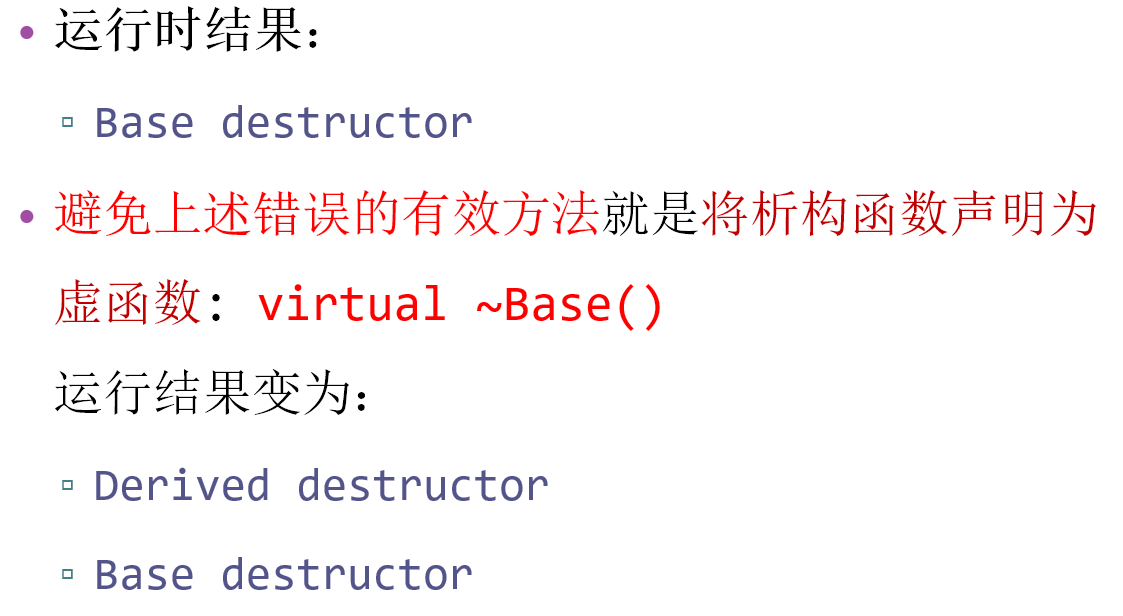 • 运行时结果：
▫ Base destructor
• 避免上述错误的有效方法就是将析构函数声明为
虚函数：virtual ~Base()
运行结果变为：
▫ Derived destructor
▫ Base destructor